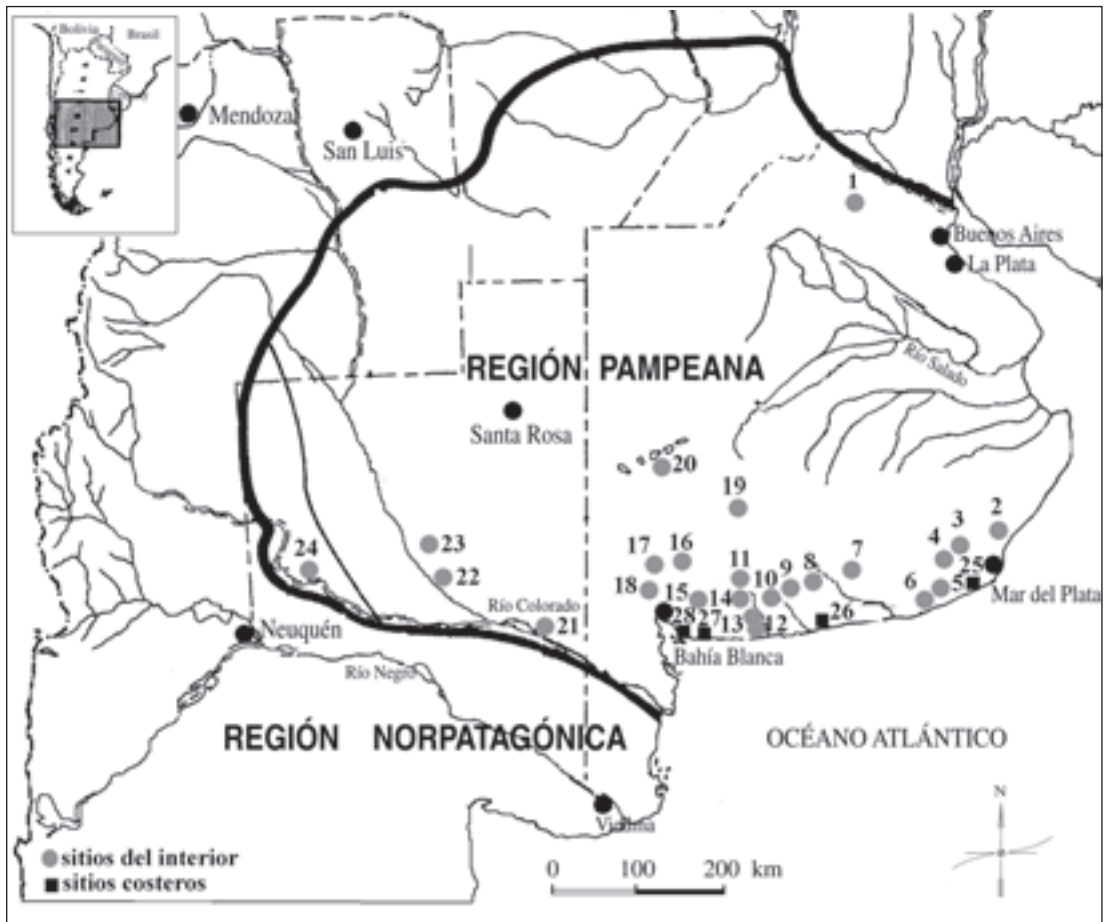 Bolivia
Brasil
Mendoza
San Luis
1
Buenos Aires
La Plata
Río Salado
REGIÓN PAMPEANA
Santa Rosa
20
19
2
3
4
17
16
11
10
9
8
7
24
23
22
18
15
14
6
5
25
Mar del Plata
Río Colorado
21
28
27
13
12
26
Neuquén
Bahía Blanca
Río Negro
REGIÓN NORPATAGÓNICA
OCÉANO ATLÁNTICO
N
Viedma
sitios del interior
sitios costeros
0 100 200 km